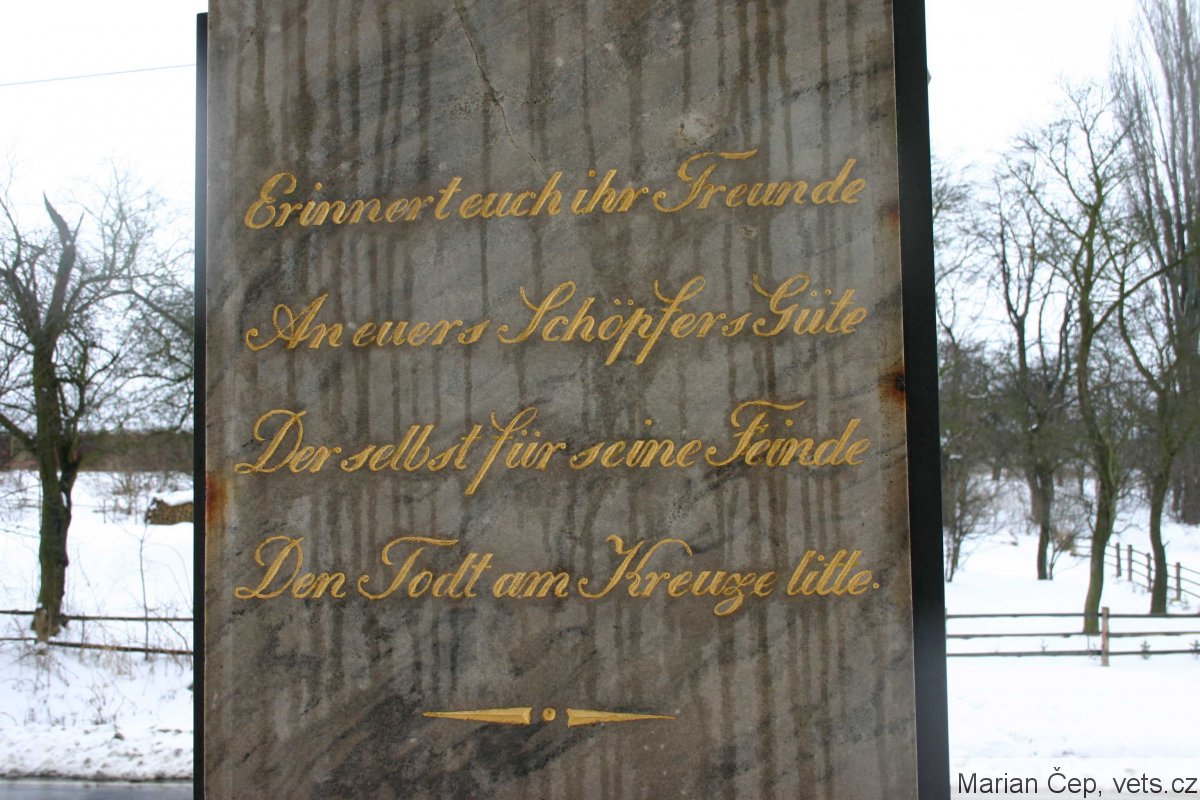 Erinnert euch ihr Freunde
An euers Schöpfers Güte
Der selbst für seine Feinde
Den Todt am Kreuze litte.
Marian Čep, vets.cz